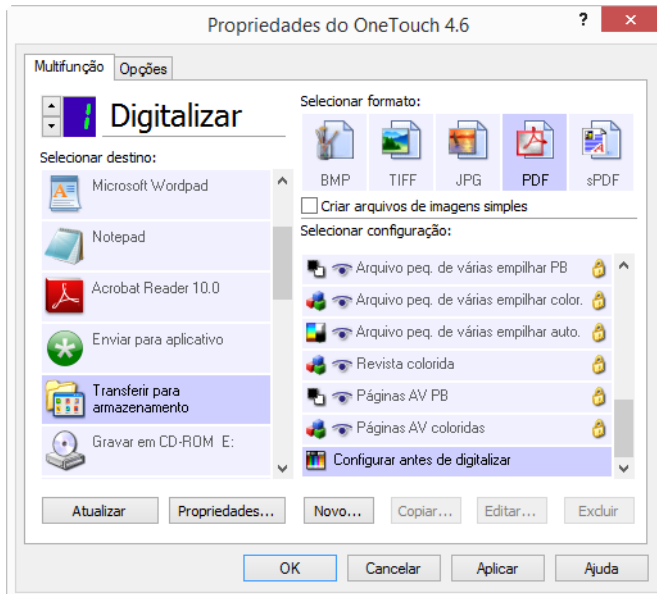 Propriedades do OneTouch 4.6
? ×
Multifunção
Opções
1 Digitalizar
Selecionar destino:
Microsoft Wordpad
Notepad
Acrobat Reader 10.0
Enviar para aplicativo
Transferir para
armazenamento
Gravar em CD-ROM E:
Atualizar
Propriedades...
Selecionar formato:
BMP
TIFF
JPG
PDF
sPDF
Criar arquivos de imagens simples
Selecionar configuração:
Arquivo peq. de várias empilhar PB
Arquivo peq. de várias empilhar color.
Arquivo peq. de várias empilhar auto.
Revista colorida
Páginas AV PB
Páginas AV coloridas
Configurar antes de digitalizar
Novo...
Copiar...
Editar...
Excluir
OK
Cancelar
Aplicar
Ajuda